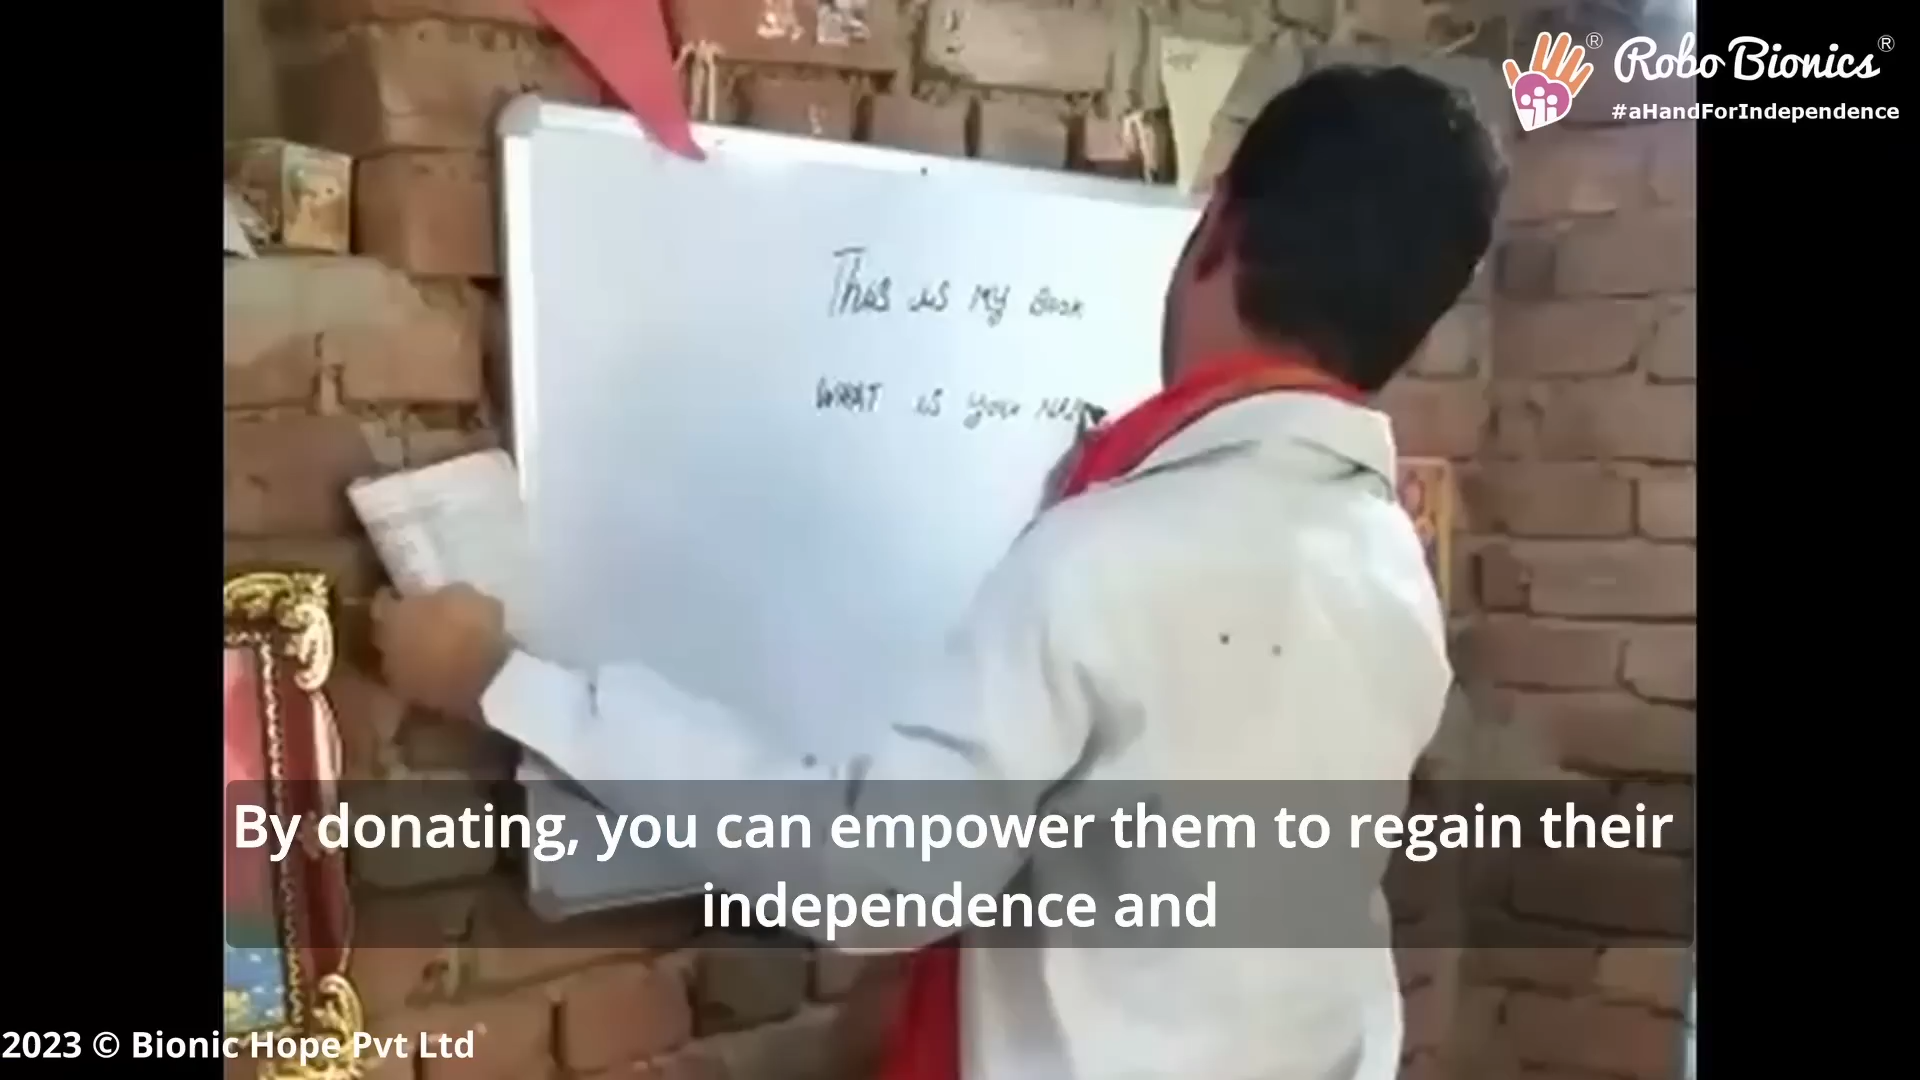 ® Robo Bionics®
#aHandForIndependence
This is My Book
WHAT is your
By donating, you can empower them to regain their
independence and
2023 © Bionic Hope Pvt Ltd